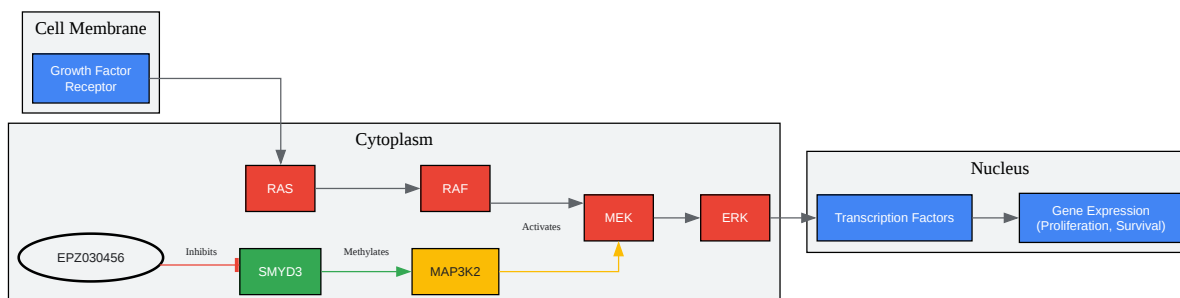 Cell Membrane
Growth Factor
Receptor
Cytoplasm
RAS
RAF
Activates
MEK
ERK
EPZ030456
Inhibits
SMYD3
Methylates
MAP3K2
Nucleus
Transcription Factors
Gene Expression
(Proliferation, Survival)